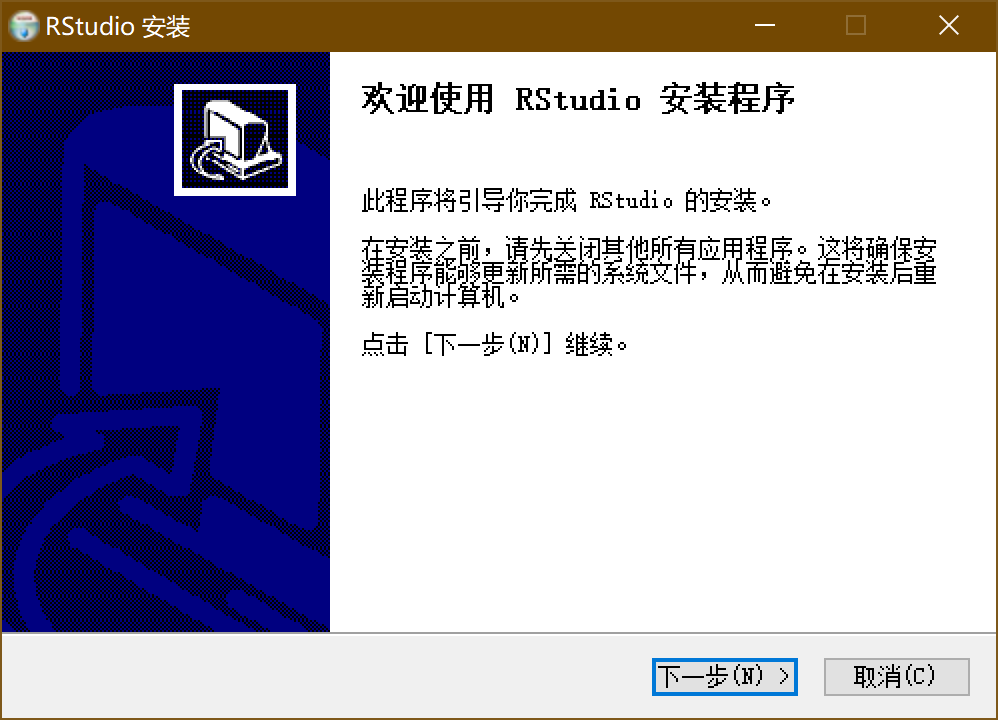 RStudio 安装
欢迎使用 RStudio 安装程序
此程序将引导你完成 RStudio 的安装。
在安装之前，请先关闭其他所有应用程序。这将确保安
装程序能够更新所需的系统文件，从而避免在安装后重
新启动计算机。
点击 [下一步(N)] 继续。
下一步(N) >
取消(C)